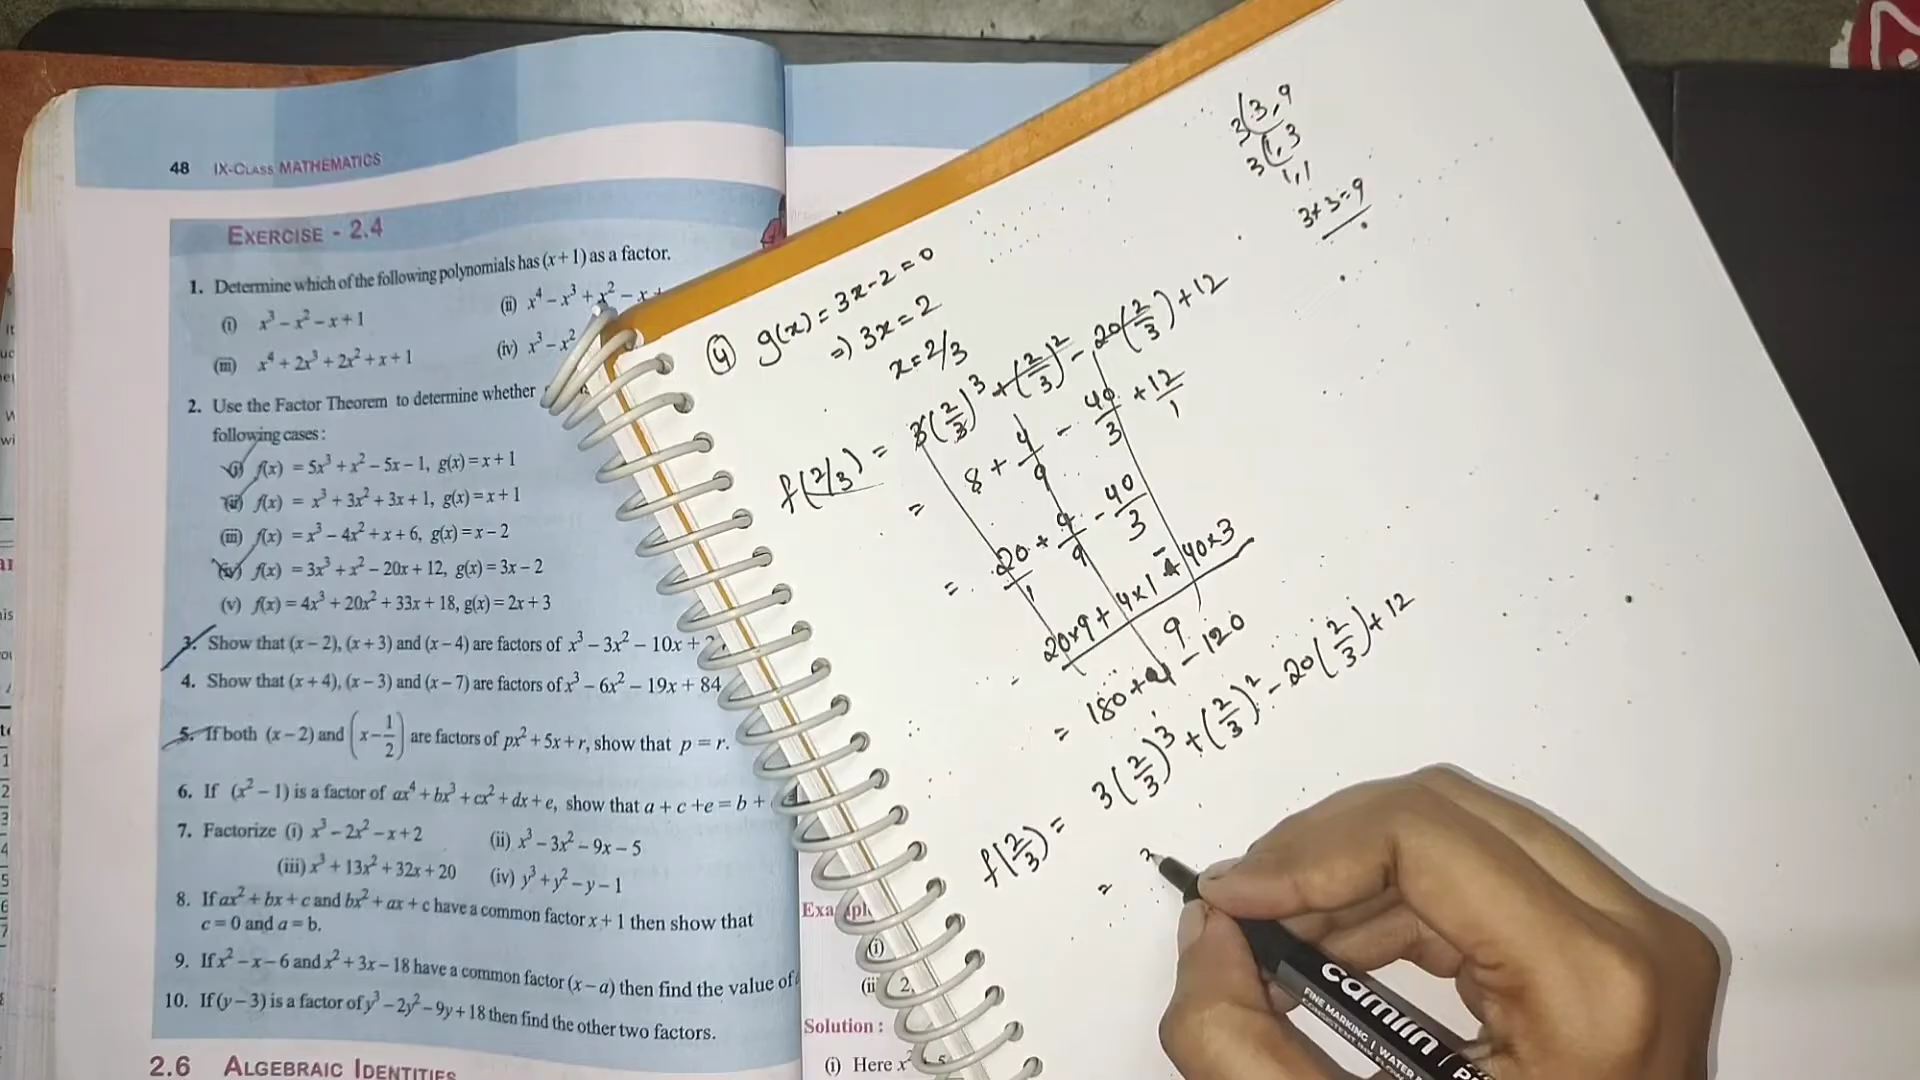 48 IX-CLASS MATHEMATICS
EXERCISE - 2.4
1. Determine which of the following polynomials has (x + 1) as a factor.
(i) x³ – x² – x + 1 (ii) x⁴ – x³ + x² – x +
(iii) x⁴ + 2x³ + 2x² + x + 1 (iv) x³ – x²
2. Use the Factor Theorem to determine whether
following cases :
(i) f(x) = 5x³ + x² – 5x – 1, g(x) = x + 1
(ii) f(x) = x³ + 3x² + 3x + 1, g(x) = x + 1
(iii) f(x) = x³ – 4x² + x + 6, g(x) = x – 2
(iv) f(x) = 3x³ + x² – 20x + 12, g(x) = 3x – 2
(v) f(x) = 4x³ + 20x² + 33x + 18, g(x) = 2x + 3
3. Show that (x – 2), (x + 3) and (x – 4) are factors of x³ – 3x² – 10x + 2
4. Show that (x + 4), (x – 3) and (x – 7) are factors of x³ – 6x² – 19x + 84
5. If both (x – 2) and (x – 1/2) are factors of px² + 5x + r, show that p = r.
6. If (x² – 1) is a factor of ax⁴ + bx³ + cx² + dx + e, show that a + c + e = b +
7. Factorize (i) x³ – 2x² – x + 2 (ii) x³ – 3x² – 9x – 5
(iii) x³ + 13x² + 32x + 20 (iv) y³ + y² – y – 1
8. If ax² + bx + c and bx² + ax + c have a common factor x + 1 then show that
c = 0 and a = b.
9. If x² – x – 6 and x² + 3x – 18 have a common factor (x – a) then find the value of
10. If (y – 3) is a factor of y³ – 2y² – 9y + 18 then find the other two factors.
2.6 ALGEBRAIC IDENTITIES
(i)
(ii) 2
Solution :
(i) Here x² + 5
3 3, 9
3 1, 3
1, 1
3×3=9
④ g(x) = 3x-2=0
=) 3x=2
x=2/3
f(2/3) = 3(2/3)³ + (2/3)² - 20(2/3) + 12
= 8 + 4/9 - 40/3 + 12/1
= 20/1 + 4/9 - 40/3
20×9 + 4×1 - 40×3
9
= 180+4-120
f(2/3) = 3(2/3)³ + (2/3)² - 20(2/3) + 12
=
camlin
FINE MARKING